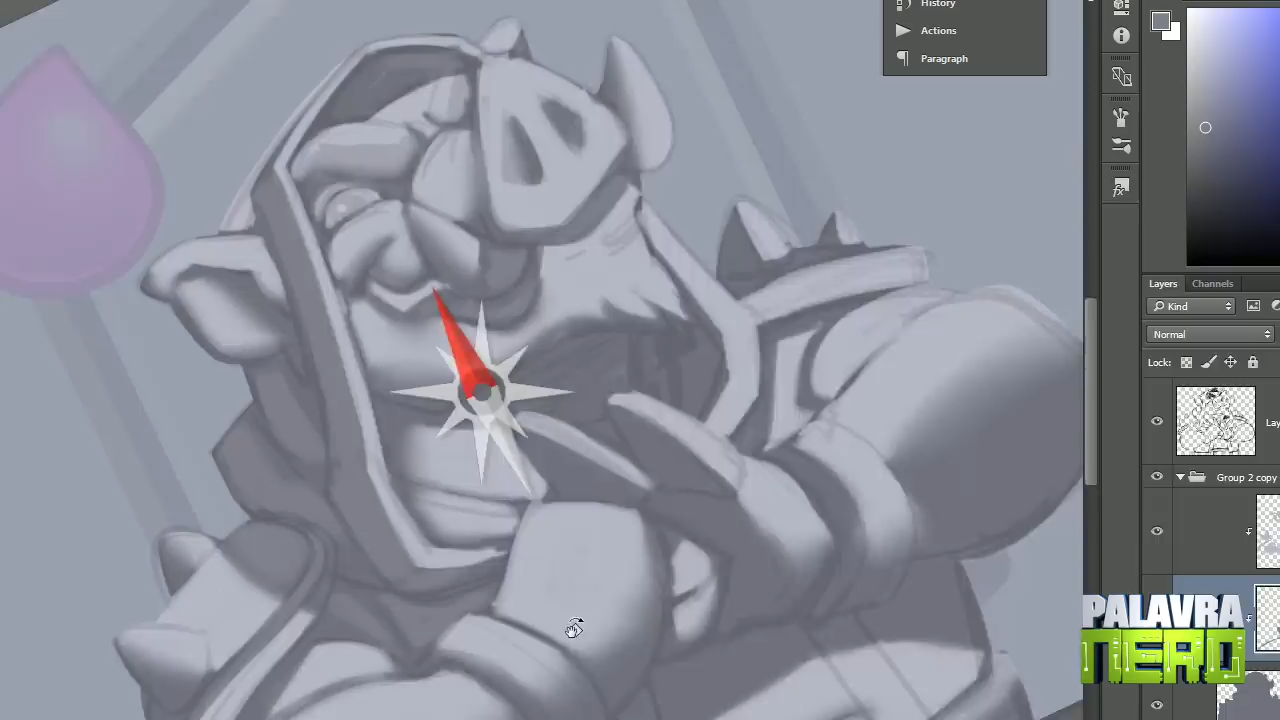 History
Actions
Paragraph
Layers Channels
Kind
Normal
Lock:
Group 2 copy
PALAVRA
NERD